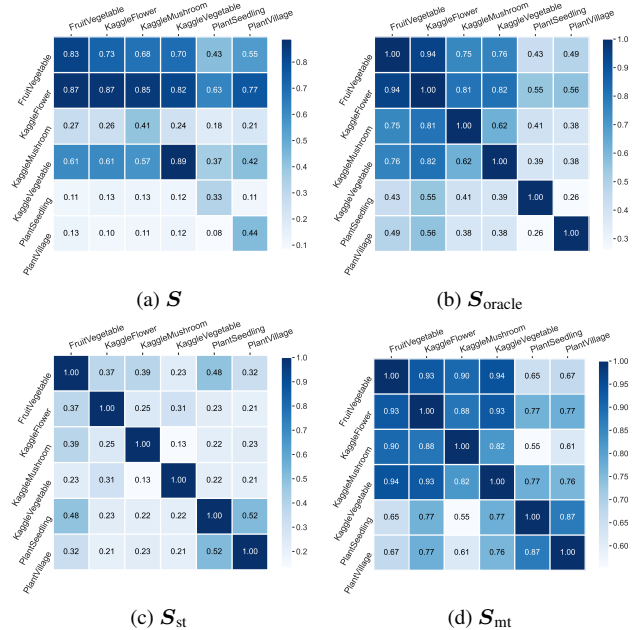 FruitVegetable KaggleFlower KaggleMushroom KaggleVegetable PlantSeedling PlantVillage
FruitVegetable 0.83 0.73 0.68 0.70 0.43 0.55
KaggleFlower 0.87 0.87 0.85 0.82 0.63 0.77
KaggleMushroom 0.27 0.26 0.41 0.24 0.18 0.21
KaggleVegetable 0.61 0.61 0.57 0.89 0.37 0.42
PlantSeedling 0.11 0.13 0.13 0.12 0.33 0.11
PlantVillage 0.13 0.10 0.11 0.12 0.08 0.44
0.8
0.7
0.6
0.5
0.4
0.3
0.2
0.1
(a) S
FruitVegetable KaggleFlower KaggleMushroom KaggleVegetable PlantSeedling PlantVillage
FruitVegetable 1.00 0.94 0.75 0.76 0.43 0.49
KaggleFlower 0.94 1.00 0.81 0.82 0.55 0.56
KaggleMushroom 0.75 0.81 1.00 0.62 0.41 0.38
KaggleVegetable 0.76 0.82 0.62 1.00 0.39 0.38
PlantSeedling 0.43 0.55 0.41 0.39 1.00 0.26
PlantVillage 0.49 0.56 0.38 0.38 0.26 1.00
1.0
0.9
0.8
0.7
0.6
0.5
0.4
0.3
(b) S_oracle
FruitVegetable KaggleFlower KaggleMushroom KaggleVegetable PlantSeedling PlantVillage
FruitVegetable 1.00 0.37 0.39 0.23 0.48 0.32
KaggleFlower 0.37 1.00 0.25 0.31 0.23 0.21
KaggleMushroom 0.39 0.25 1.00 0.13 0.22 0.23
KaggleVegetable 0.23 0.31 0.13 1.00 0.22 0.21
PlantSeedling 0.48 0.23 0.22 0.22 1.00 0.52
PlantVillage 0.32 0.21 0.23 0.21 0.52 1.00
1.0
0.9
0.8
0.7
0.6
0.5
0.4
0.3
0.2
(c) S_st
FruitVegetable KaggleFlower KaggleMushroom KaggleVegetable PlantSeedling PlantVillage
FruitVegetable 1.00 0.93 0.90 0.94 0.65 0.67
KaggleFlower 0.93 1.00 0.88 0.93 0.77 0.77
KaggleMushroom 0.90 0.88 1.00 0.82 0.55 0.61
KaggleVegetable 0.94 0.93 0.82 1.00 0.77 0.76
PlantSeedling 0.65 0.77 0.55 0.77 1.00 0.87
PlantVillage 0.67 0.77 0.61 0.76 0.87 1.00
1.00
0.95
0.90
0.85
0.80
0.75
0.70
0.65
0.60
(d) S_mt